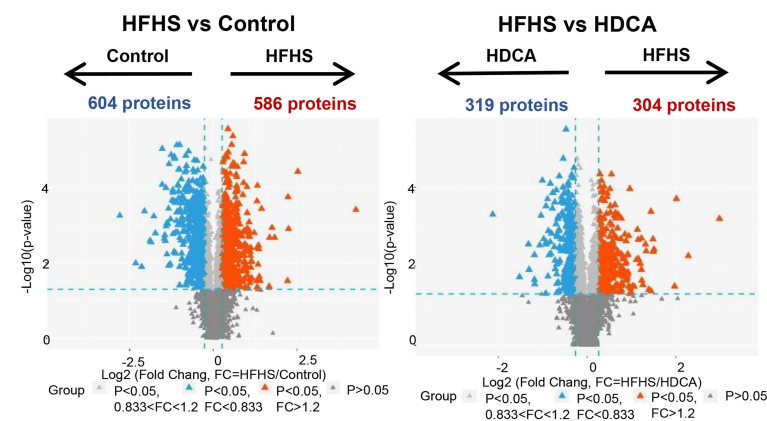 HFHS vs Control
Control
HFHS
604 proteins
586 proteins
-Log10(p-value)
4
2
0
-2.5
0
2.5
Log2 (Fold Chang, FC=HFHS/Control)
Group
P<0.05,
0.833<FC<1.2
P<0.05,
FC<0.833
P<0.05,
FC>1.2
P>0.05
HFHS vs HDCA
HDCA
HFHS
319 proteins
304 proteins
-Log10(p-value)
4
2
0
-2
0
2
Log2 (Fold Chang, FC=HFHS/HDCA)
Group
P<0.05,
0.833<FC<1.2
P<0.05,
FC<0.833
P<0.05,
FC>1.2
P>0.05